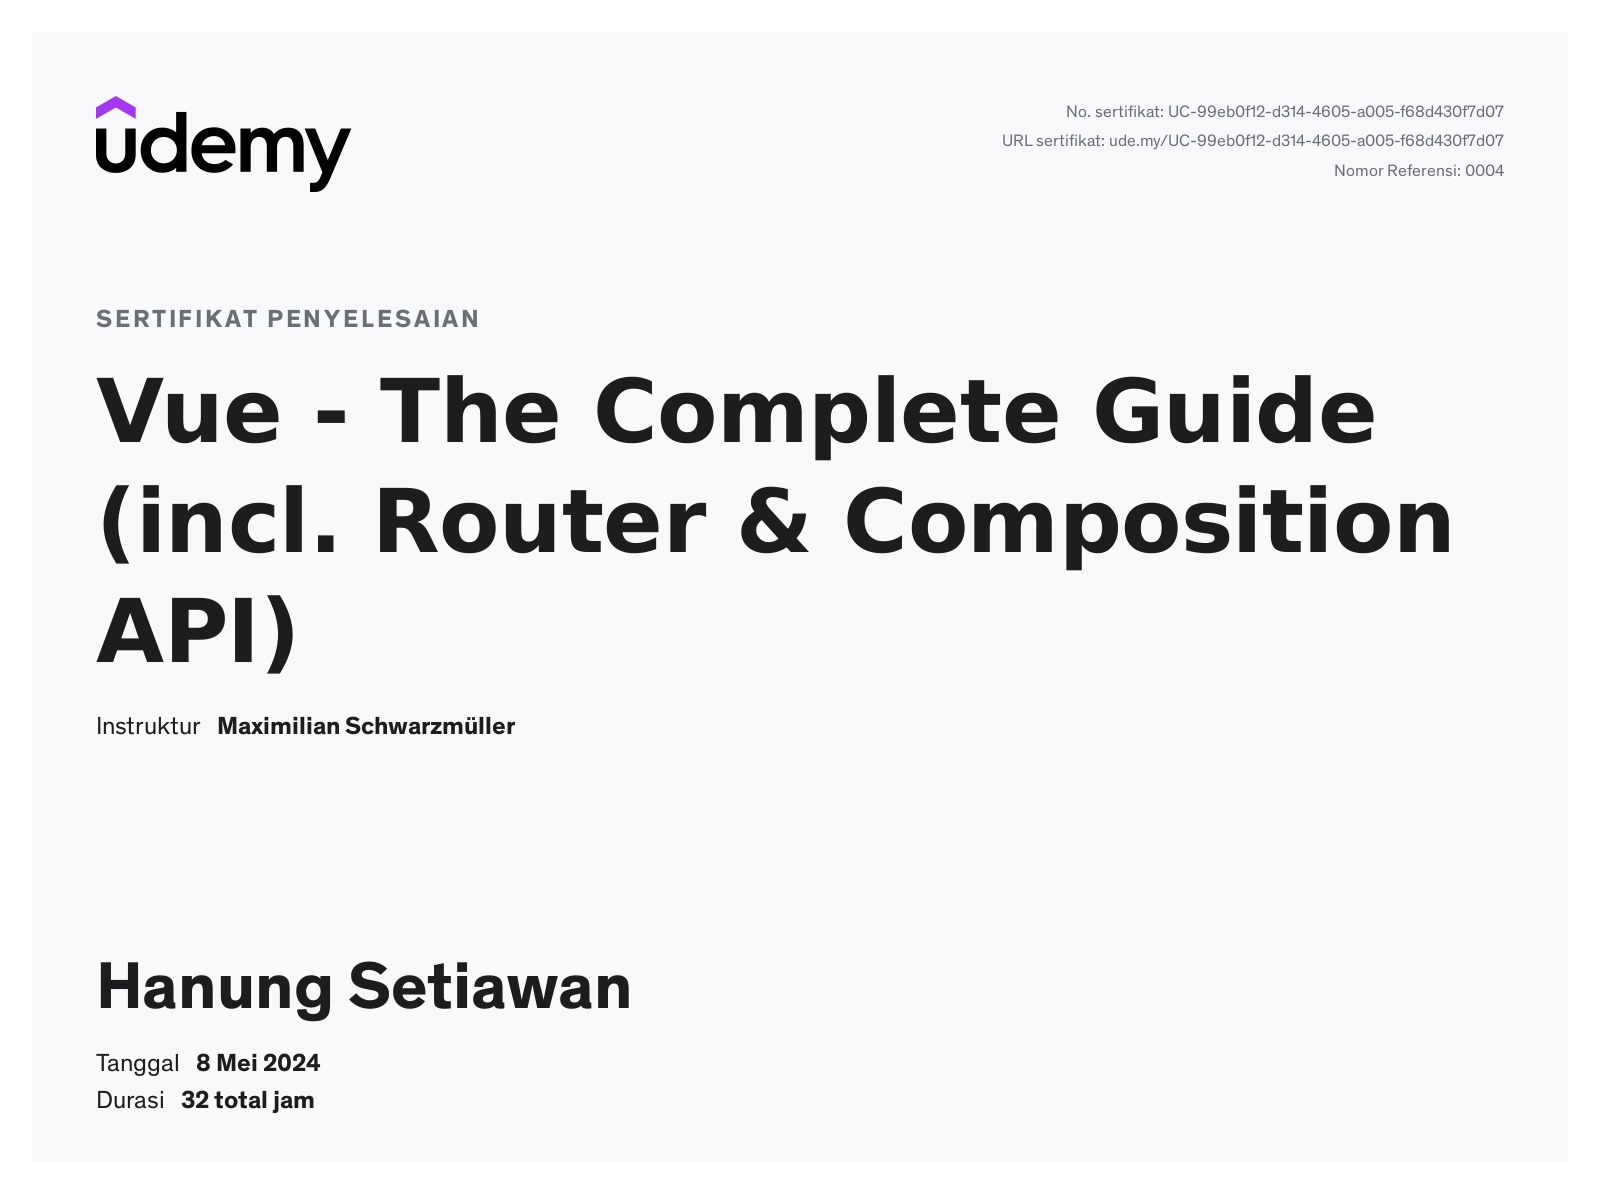 udemy
No. sertifikat: UC-99eb0f12-d314-4605-a005-f68d430f7d07
URL sertifikat: ude.my/UC-99eb0f12-d314-4605-a005-f68d430f7d07
Nomor Referensi: 0004
SERTIFIKAT PENYELESAIAN
Vue - The Complete Guide
(incl. Router & Composition
API)
Instruktur Maximilian Schwarzmüller
Hanung Setiawan
Tanggal 8 Mei 2024
Durasi 32 total jam